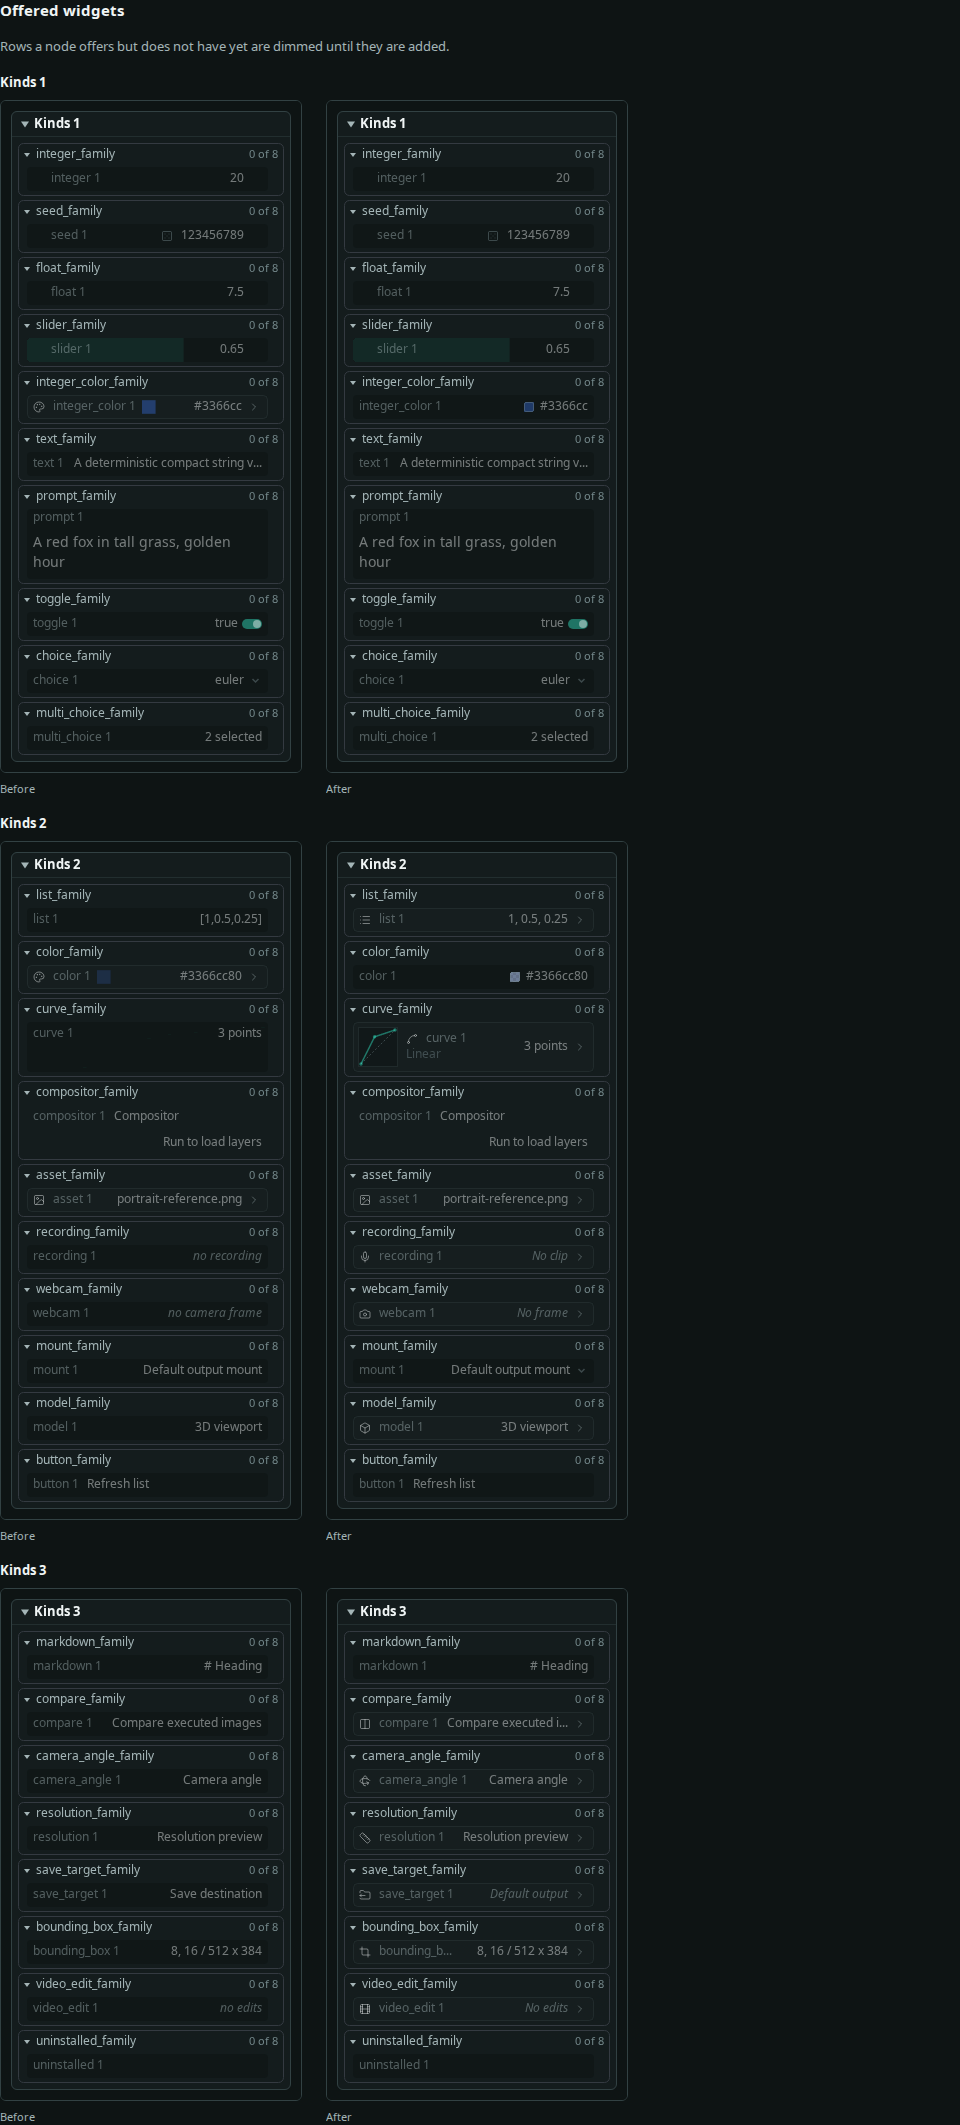 Offered widgets
Rows a node offers but does not have yet are dimmed until they are added.
Kinds 1
Kinds 1
integer_family 0 of 8
integer 1 20
seed_family 0 of 8
seed 1 123456789
float_family 0 of 8
float 1 7.5
slider_family 0 of 8
slider 1 0.65
integer_color_family 0 of 8
integer_color 1 #3366cc
text_family 0 of 8
text 1 A deterministic compact string v...
prompt_family 0 of 8
prompt 1
A red fox in tall grass, golden
hour
toggle_family 0 of 8
toggle 1 true
choice_family 0 of 8
choice 1 euler
multi_choice_family 0 of 8
multi_choice 1 2 selected
Before
Kinds 1
integer_family 0 of 8
integer 1 20
seed_family 0 of 8
seed 1 123456789
float_family 0 of 8
float 1 7.5
slider_family 0 of 8
slider 1 0.65
integer_color_family 0 of 8
integer_color 1 #3366cc
text_family 0 of 8
text 1 A deterministic compact string v...
prompt_family 0 of 8
prompt 1
A red fox in tall grass, golden
hour
toggle_family 0 of 8
toggle 1 true
choice_family 0 of 8
choice 1 euler
multi_choice_family 0 of 8
multi_choice 1 2 selected
After
Kinds 2
Kinds 2
list_family 0 of 8
list 1 [1,0.5,0.25]
color_family 0 of 8
color 1 #3366cc80
curve_family 0 of 8
curve 1 3 points
compositor_family 0 of 8
compositor 1 Compositor
Run to load layers
asset_family 0 of 8
asset 1 portrait-reference.png
recording_family 0 of 8
recording 1 no recording
webcam_family 0 of 8
webcam 1 no camera frame
mount_family 0 of 8
mount 1 Default output mount
model_family 0 of 8
model 1 3D viewport
button_family 0 of 8
button 1 Refresh list
Before
Kinds 2
list_family 0 of 8
list 1 1, 0.5, 0.25
color_family 0 of 8
color 1 #3366cc80
curve_family 0 of 8
curve 1 3 points
Linear
compositor_family 0 of 8
compositor 1 Compositor
Run to load layers
asset_family 0 of 8
asset 1 portrait-reference.png
recording_family 0 of 8
recording 1 No clip
webcam_family 0 of 8
webcam 1 No frame
mount_family 0 of 8
mount 1 Default output mount
model_family 0 of 8
model 1 3D viewport
button_family 0 of 8
button 1 Refresh list
After
Kinds 3
Kinds 3
markdown_family 0 of 8
markdown 1 # Heading
compare_family 0 of 8
compare 1 Compare executed images
camera_angle_family 0 of 8
camera_angle 1 Camera angle
resolution_family 0 of 8
resolution 1 Resolution preview
save_target_family 0 of 8
save_target 1 Save destination
bounding_box_family 0 of 8
bounding_box 1 8, 16 / 512 x 384
video_edit_family 0 of 8
video_edit 1 no edits
uninstalled_family 0 of 8
uninstalled 1
Before
Kinds 3
markdown_family 0 of 8
markdown 1 # Heading
compare_family 0 of 8
compare 1 Compare executed i...
camera_angle_family 0 of 8
camera_angle 1 Camera angle
resolution_family 0 of 8
resolution 1 Resolution preview
save_target_family 0 of 8
save_target 1 Default output
bounding_box_family 0 of 8
bounding_b... 8, 16 / 512 x 384
video_edit_family 0 of 8
video_edit 1 No edits
uninstalled_family 0 of 8
uninstalled 1
After